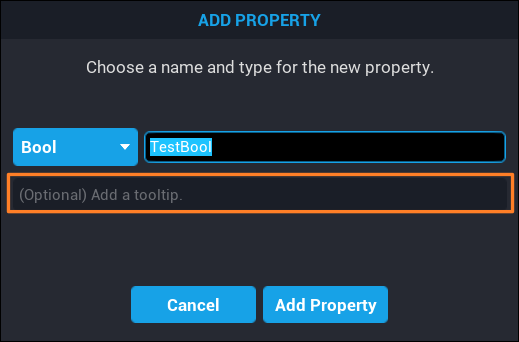 ADD PROPERTY
Choose a name and type for the new property.
Bool TestBool
(Optional) Add a tooltip.
Cancel Add Property